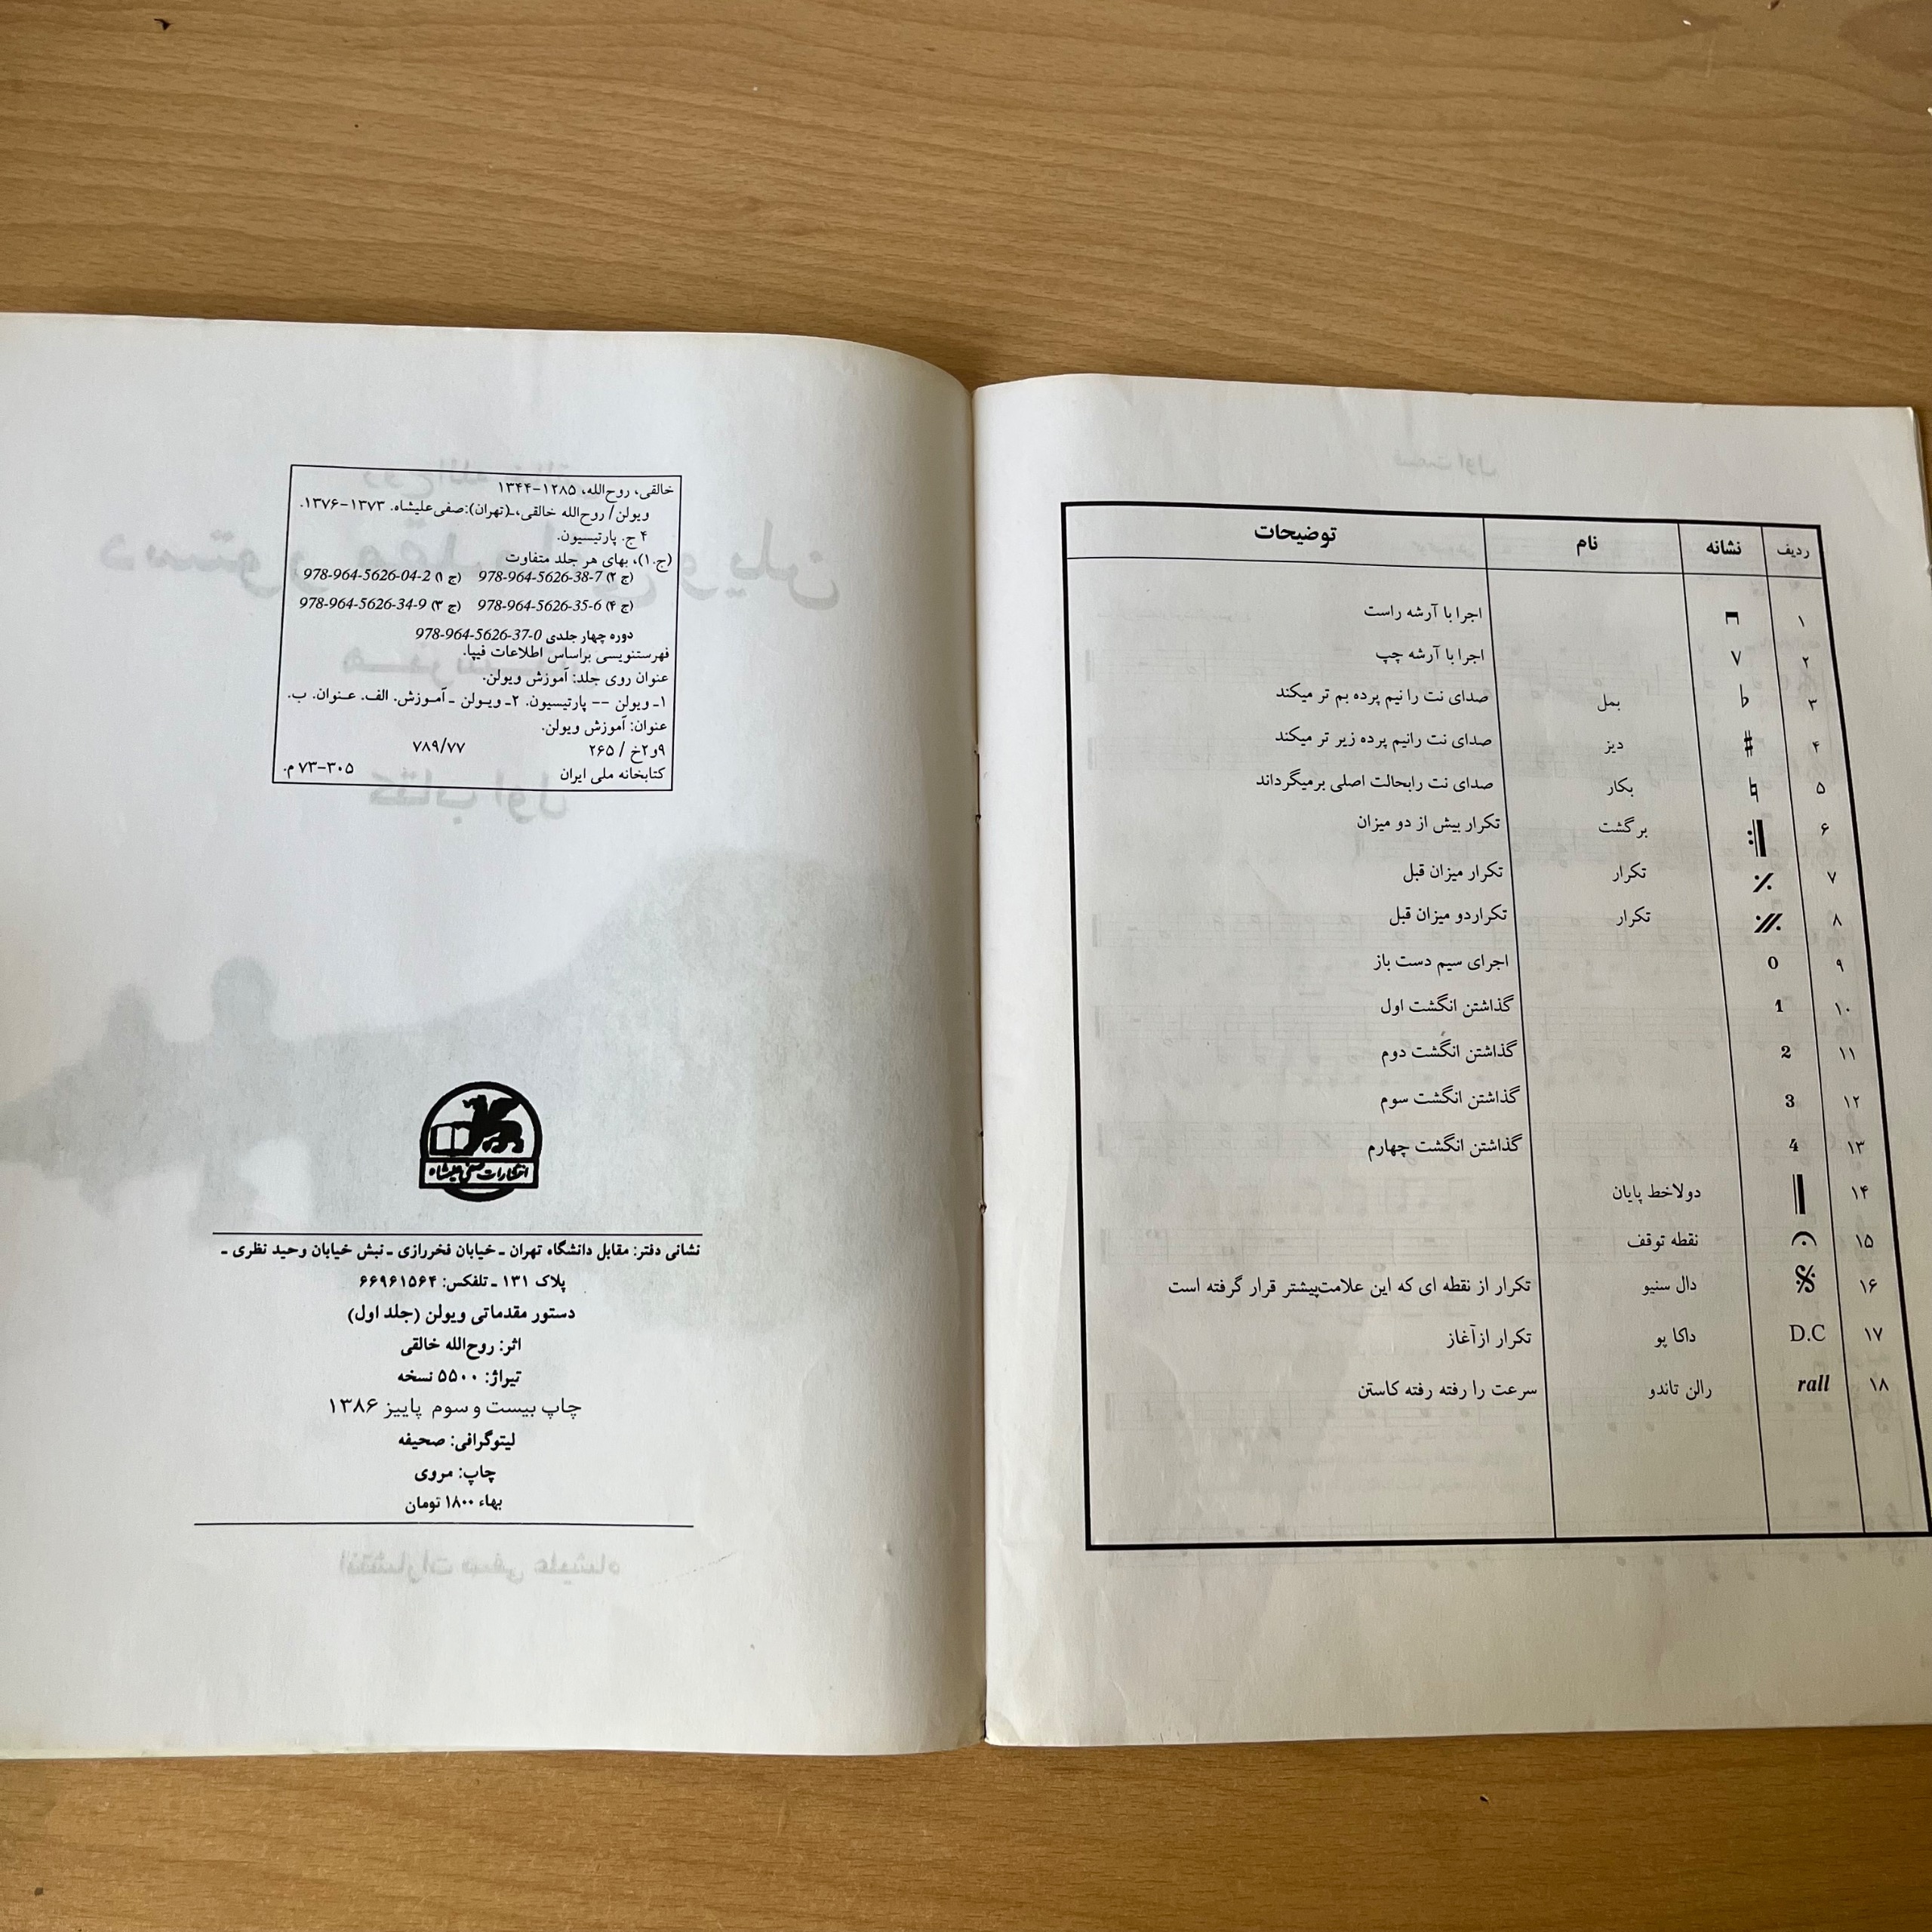 خالقی، روح‌الله، ۱۲۸۵-۱۳۴۴
ویولن/ روح‌الله خالقی،ـ(تهران):صفی‌علیشاه. ۱۳۷۳-۱۳۷۶.
۴ ج. پارتیسیون.
(ج.۱)، بهای هر جلد متفاوت
978-964-5626-38-7 (ج ۲) 978-964-5626-04-2 (ج ۱)
978-964-5626-35-6 (ج ۴) 978-964-5626-34-9 (ج ۳)
دوره چهار جلدی 978-964-5626-37-0
فهرستنویسی براساس اطلاعات فیپا.
عنوان روی جلد: آموزش ویولن.
۱ـ ویولن -- پارتیسیون. ۲ـ ویـولن ـ آمـوزش. الف. عـنوان. ب.
عنوان: آموزش ویولن.
۹و۲خ / ۲۶۵ ۷۸۹/۷۷
کتابخانه ملی ایران ۳۰۵-۷۳ م.
انتشارات صفی علیشاه
نشانی دفتر: مقابل دانشگاه تهران ـ خیابان فخررازی ـ نبش خیابان وحید نظری ـ
پلاک ۱۳۱ ـ تلفکس: ۶۶۹۶۱۵۶۴
دستور مقدماتی ویولن (جلد اول)
اثر: روح‌الله خالقی
تیراژ: ۵۵۰۰ نسخه
چاپ بیست و سوم پاییز ۱۳۸۶
لیتوگرافی: صحیفه
چاپ: مروی
بهاء ۱۸۰۰ تومان
ردیف نشانه نام توضیحات
۱ اجرا با آرشه راست
۲ V اجرا با آرشه چپ
۳ ♭ بمل صدای نت را نیم پرده بم تر میکند
۴ ♯ دیز صدای نت رانیم پرده زیر تر میکند
۵ ♮ بکار صدای نت رابحالت اصلی برمیگرداند
۶ برگشت تکرار بیش از دو میزان
۷ تکرار تکرار میزان قبل
۸ تکرار تکراردو میزان قبل
۹ 0 اجرای سیم دست باز
۱۰ 1 گذاشتن انگشت اول
۱۱ 2 گذاشتن انگشت دوم
۱۲ 3 گذاشتن انگشت سوم
۱۳ 4 گذاشتن انگشت چهارم
۱۴ دولاخط پایان
۱۵ نقطه توقف
۱۶ دال سنیو تکرار از نقطه ای که این علامت‌پیشتر قرار گرفته است
۱۷ D.C داکا پو تکرار ازآغاز
۱۸ rall رالن تاندو سرعت را رفته رفته کاستن